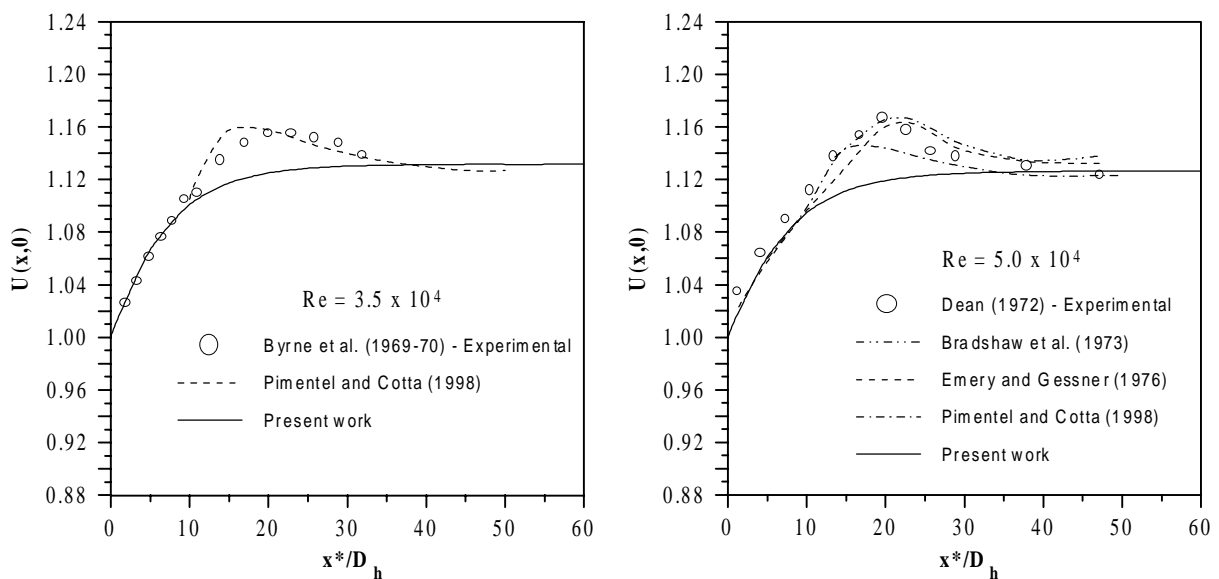 1.24
1.20
1.16
1.12
1.08
1.04
1.00
0.96
0.92
0.88
U(x,0)
Re = 3.5 x 10⁴
Byrne et al. (1969-70) - Experimental
Pimentel and Cotta (1998)
Present work
0 10 20 30 40 50 60
x*/D_h
1.24
1.20
1.16
1.12
1.08
1.04
1.00
0.96
0.92
0.88
U(x,0)
Re = 5.0 x 10⁴
Dean (1972) - Experimental
Bradshaw et al. (1973)
Emery and Gessner (1976)
Pimentel and Cotta (1998)
Present work
0 10 20 30 40 50 60
x*/D_h